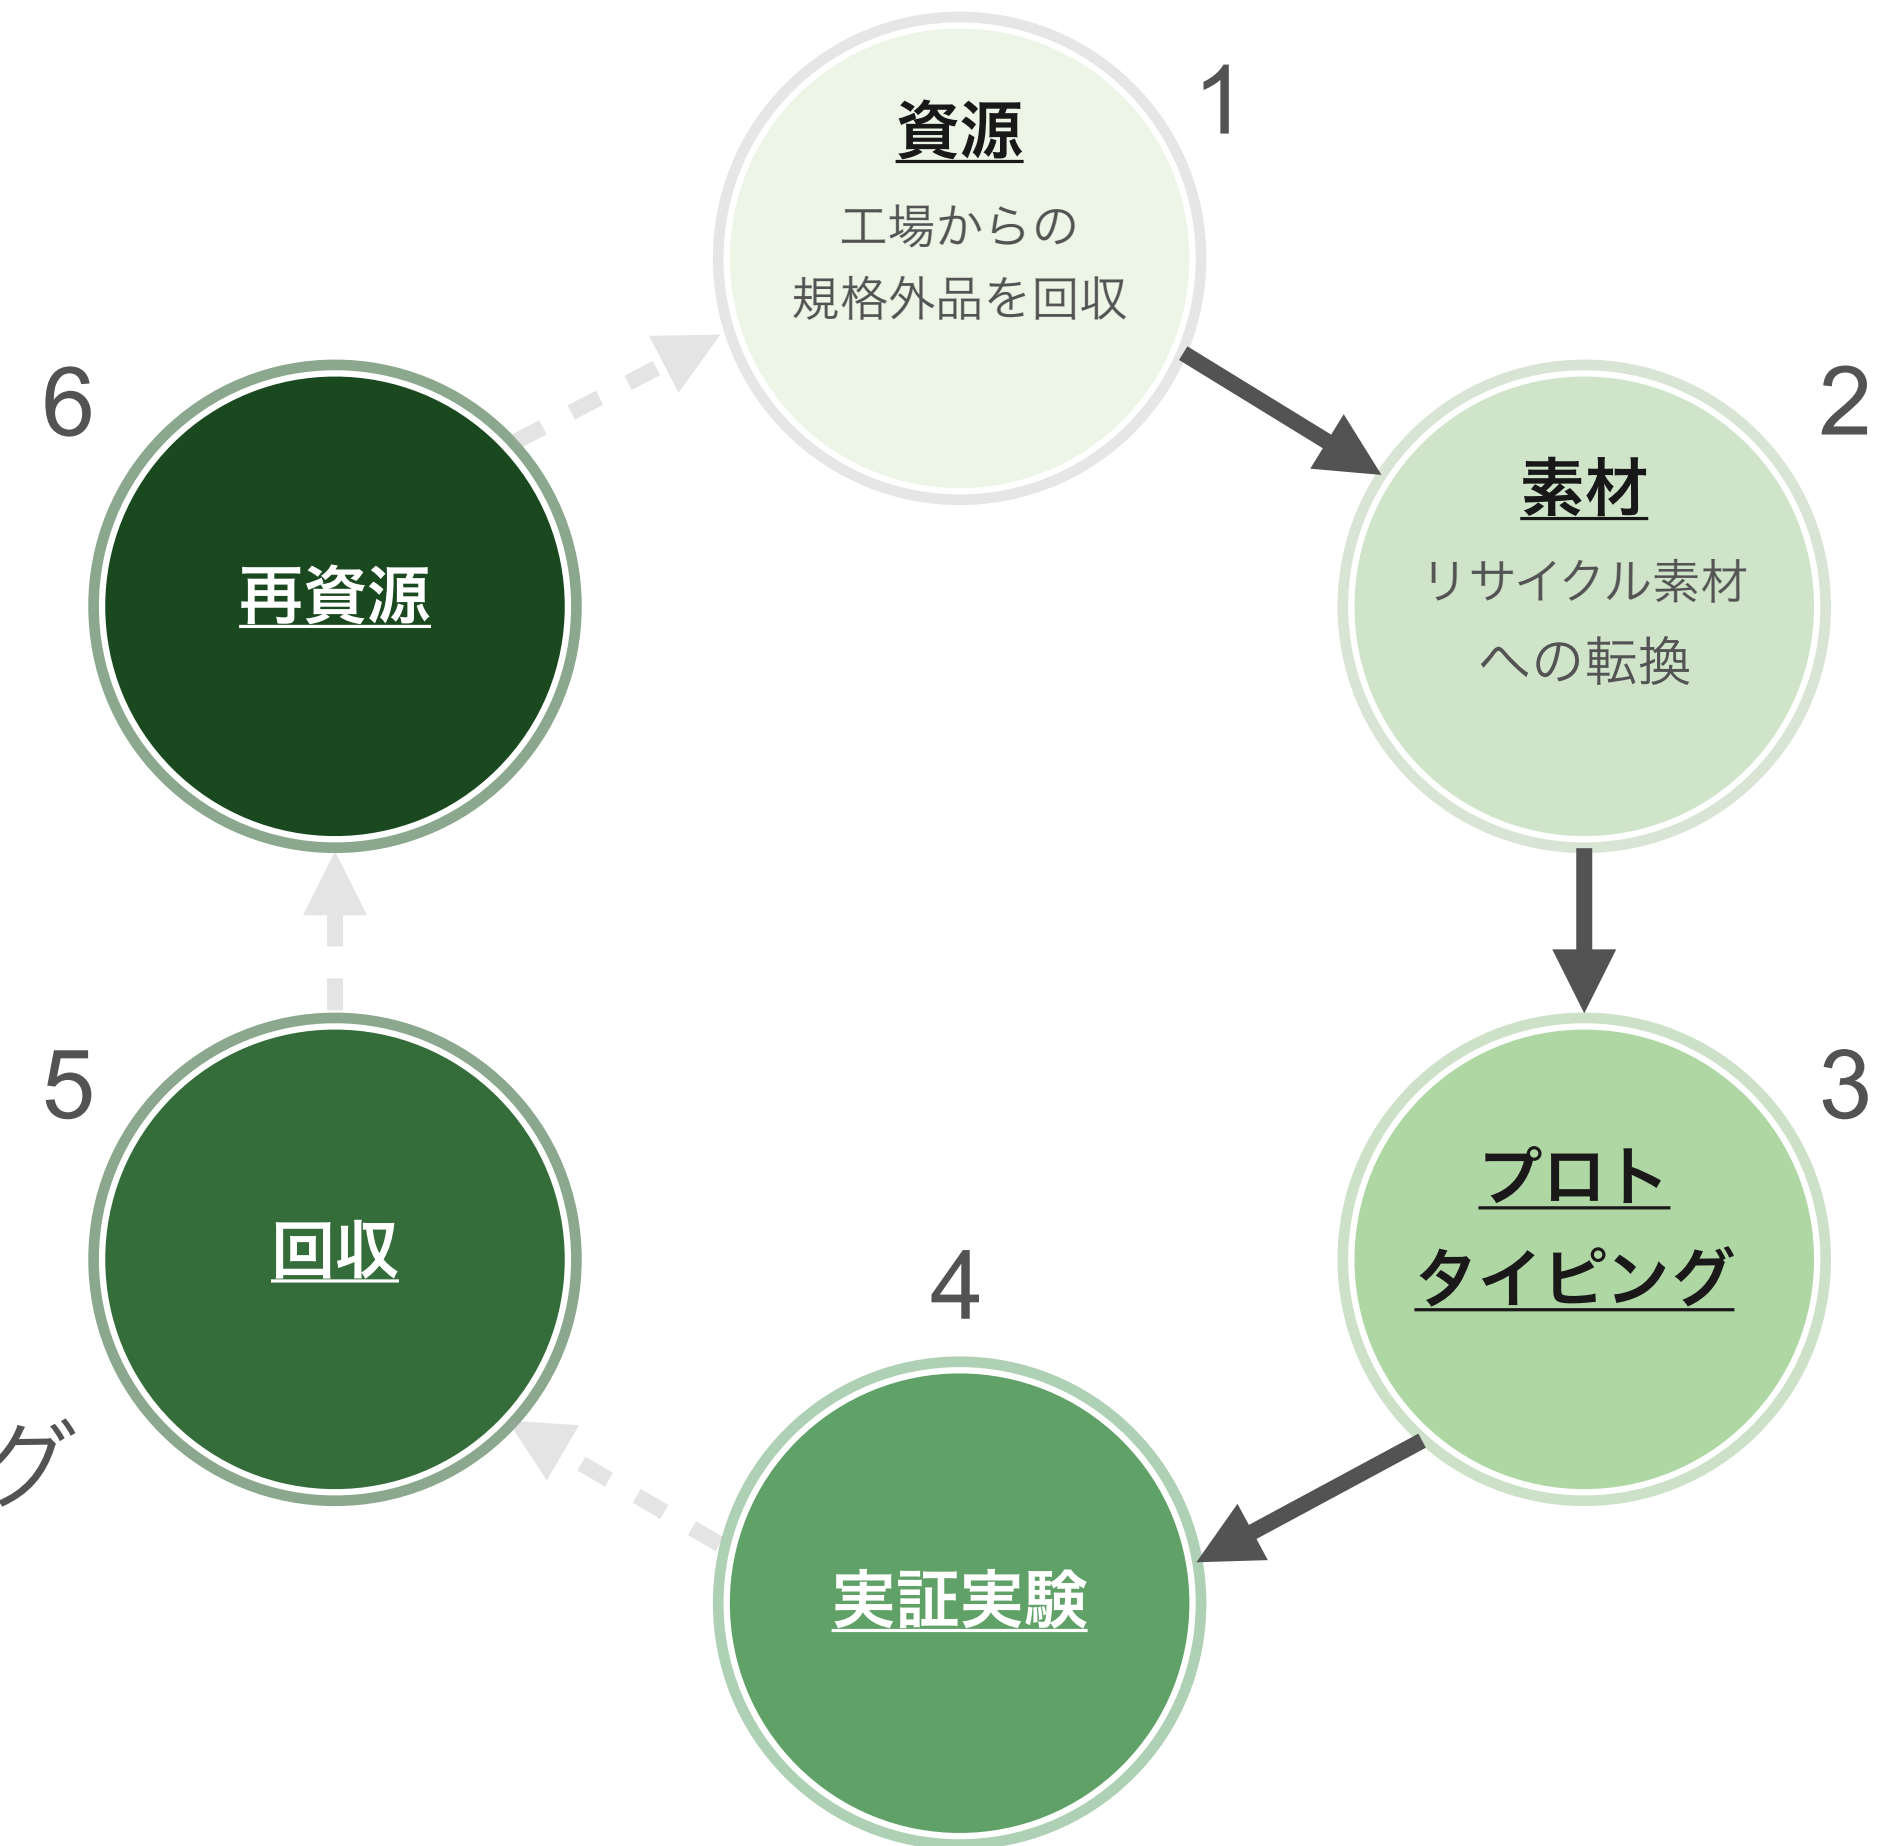 1
資源
工場からの
規格外品を回収
2
素材
リサイクル素材
への転換
3
プロト
タイピング
4
実証実験
5
回収
6
再資源
グ